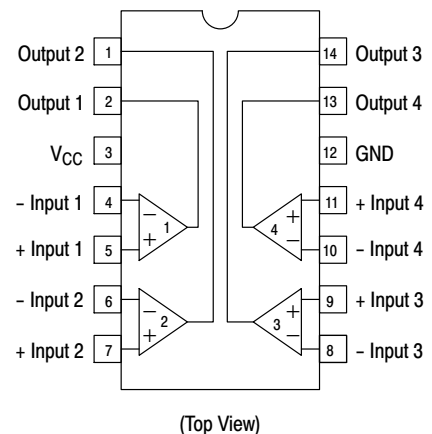 Output 2 1 14 Output 3
Output 1 2 13 Output 4
VCC 3 12 GND
– Input 1 4 – 11 + Input 4
1 + 4
+ Input 1 5 + – 10 – Input 4
– Input 2 6 – 9 + Input 3
2 + 3
+ Input 2 7 + – 8 – Input 3
(Top View)